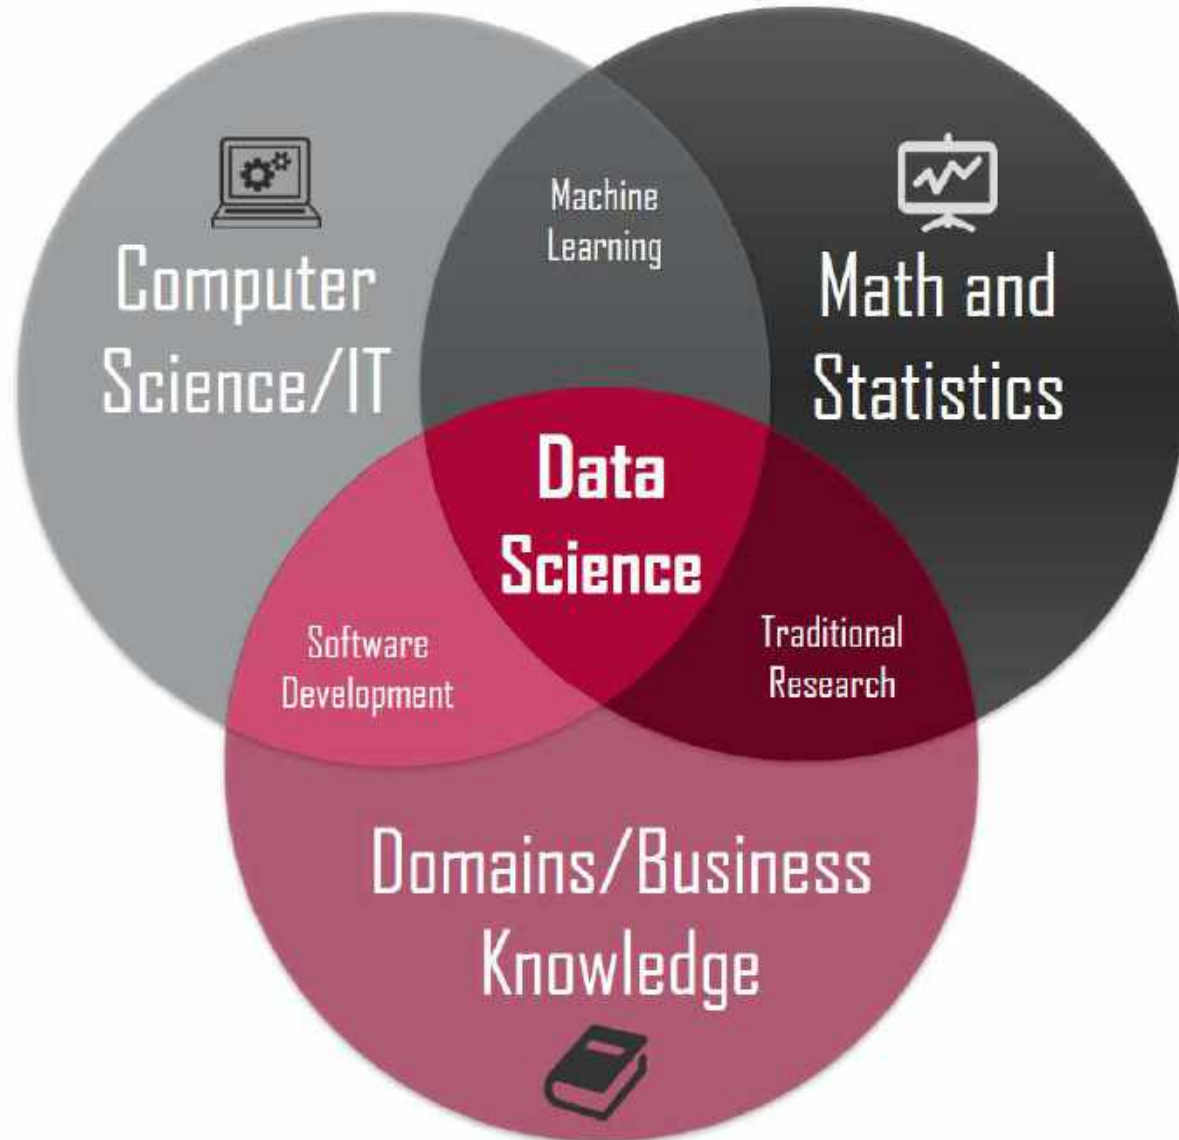 Machine
Learning
Computer
Science/IT
Math and
Statistics
Data
Science
Software
Development
Traditional
Research
Domains/Business
Knowledge